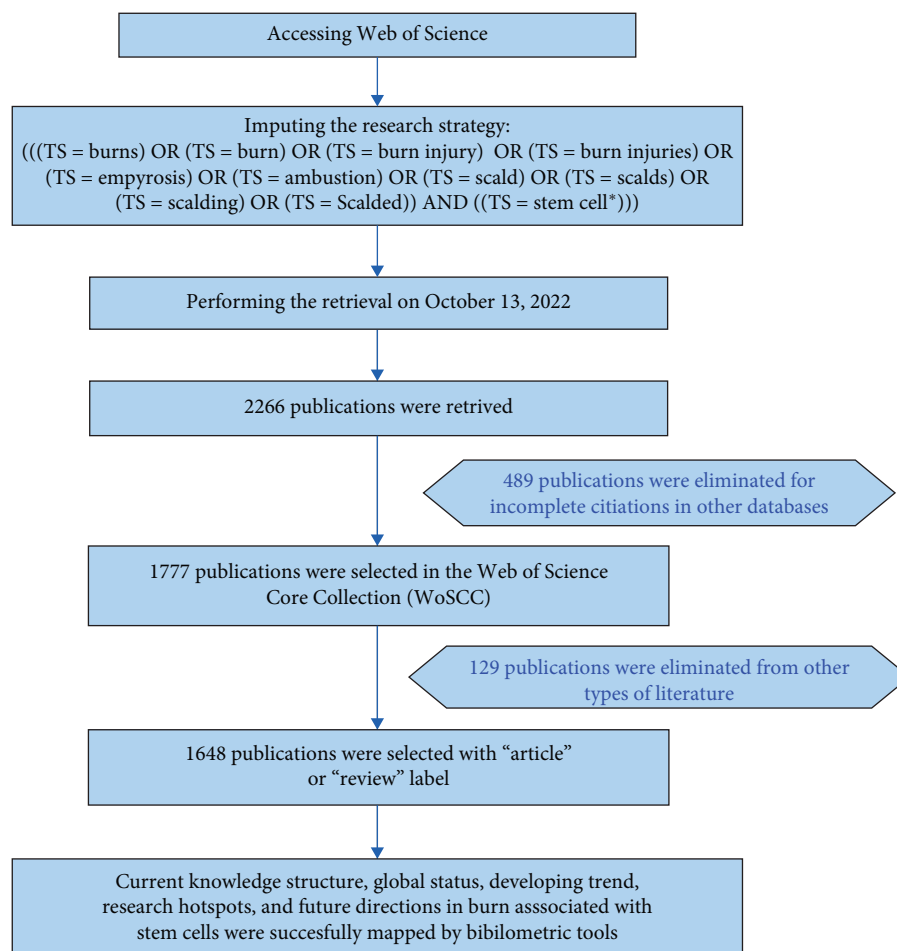 Accessing Web of Science
Imputing the research strategy:
(((TS = burns) OR (TS = burn) OR (TS = burn injury) OR (TS = burn injuries) OR
(TS = empyrosis) OR (TS = ambustion) OR (TS = scald) OR (TS = scalds) OR
(TS = scalding) OR (TS = Scalded)) AND ((TS = stem cell*)))
Performing the retrieval on October 13, 2022
2266 publications were retrived
489 publications were eliminated for
incomplete citiations in other databases
1777 publications were selected in the Web of Science
Core Collection (WoSCC)
129 publications were eliminated from other
types of literature
1648 publications were selected with “article”
or “review” label
Current knowledge structure, global status, developing trend,
research hotspots, and future directions in burn asssociated with
stem cells were succesfully mapped by bibilometric tools